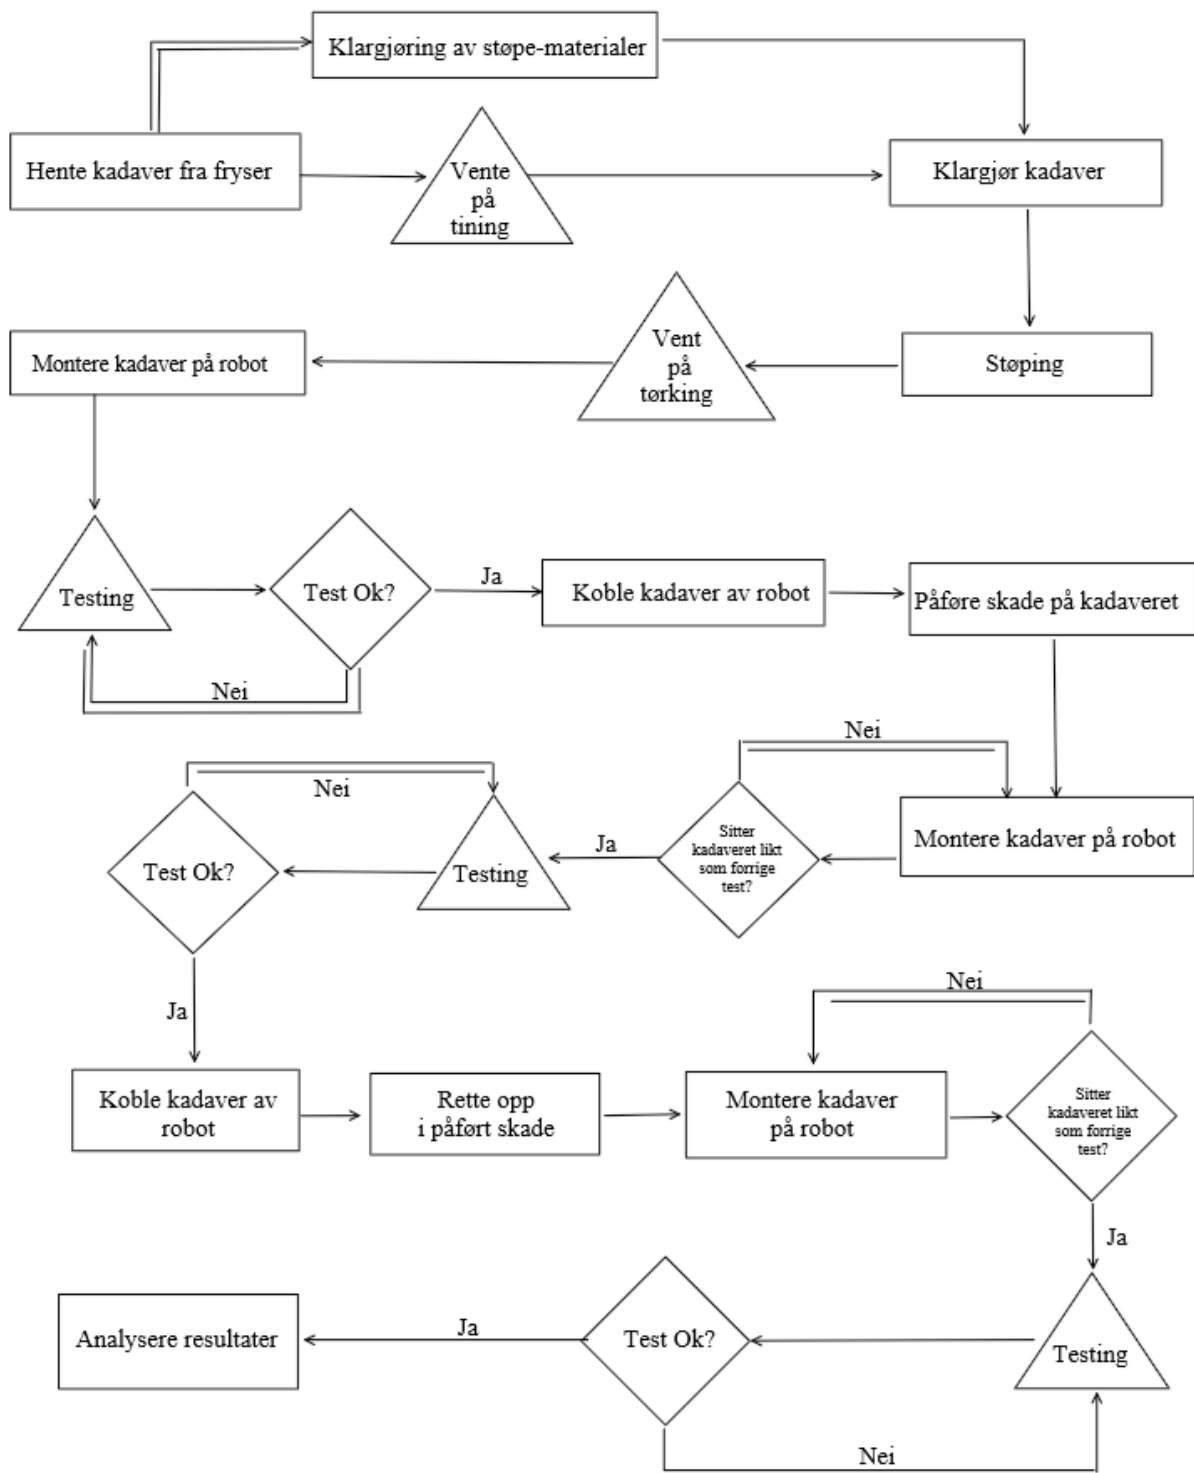 Klargjøring av støpe-materialer
Hente kadaver fra fryser
Vente
på
tining
Klargjør kadaver
Montere kadaver på robot
Vent
på
tørking
Støping
Testing
Test Ok?
Ja
Koble kadaver av robot
Påføre skade på kadaveret
Nei
Nei
Nei
Test Ok?
Testing
Ja
Sitter
kadaveret likt
som forrige
test?
Montere kadaver på robot
Ja
Nei
Koble kadaver av
robot
Rette opp
i påført skade
Montere kadaver
på robot
Sitter
kadaveret likt
som forrige
test?
Ja
Analysere resultater
Ja
Test Ok?
Testing
Nei